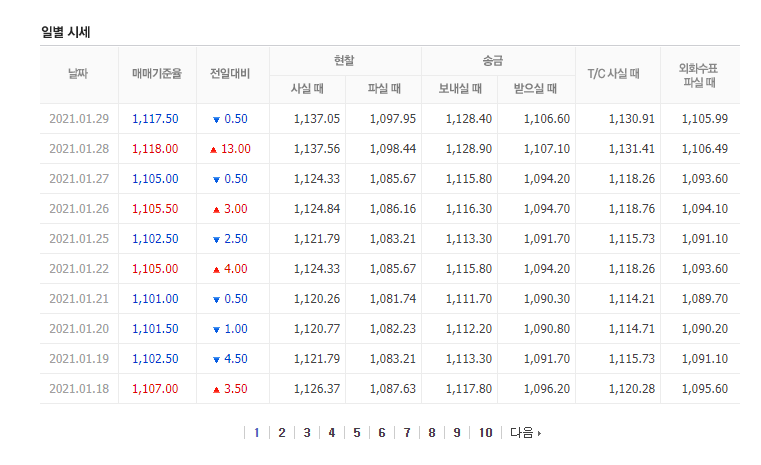 일별 시세
날짜 매매기준율 전일대비 현찰 송금 T/C 사실 때 외화수표 파실 때
사실 때 파실 때 보내실 때 받으실 때
2021.01.29 1,117.50 ▼ 0.50 1,137.05 1,097.95 1,128.40 1,106.60 1,130.91 1,105.99
2021.01.28 1,118.00 ▲ 13.00 1,137.56 1,098.44 1,128.90 1,107.10 1,131.41 1,106.49
2021.01.27 1,105.00 ▼ 0.50 1,124.33 1,085.67 1,115.80 1,094.20 1,118.26 1,093.60
2021.01.26 1,105.50 ▲ 3.00 1,124.84 1,086.16 1,116.30 1,094.70 1,118.76 1,094.10
2021.01.25 1,102.50 ▼ 2.50 1,121.79 1,083.21 1,113.30 1,091.70 1,115.73 1,091.10
2021.01.22 1,105.00 ▲ 4.00 1,124.33 1,085.67 1,115.80 1,094.20 1,118.26 1,093.60
2021.01.21 1,101.00 ▼ 0.50 1,120.26 1,081.74 1,111.70 1,090.30 1,114.21 1,089.70
2021.01.20 1,101.50 ▼ 1.00 1,120.77 1,082.23 1,112.20 1,090.80 1,114.71 1,090.20
2021.01.19 1,102.50 ▼ 4.50 1,121.79 1,083.21 1,113.30 1,091.70 1,115.73 1,091.10
2021.01.18 1,107.00 ▲ 3.50 1,126.37 1,087.63 1,117.80 1,096.20 1,120.28 1,095.60
1 2 3 4 5 6 7 8 9 10 다음